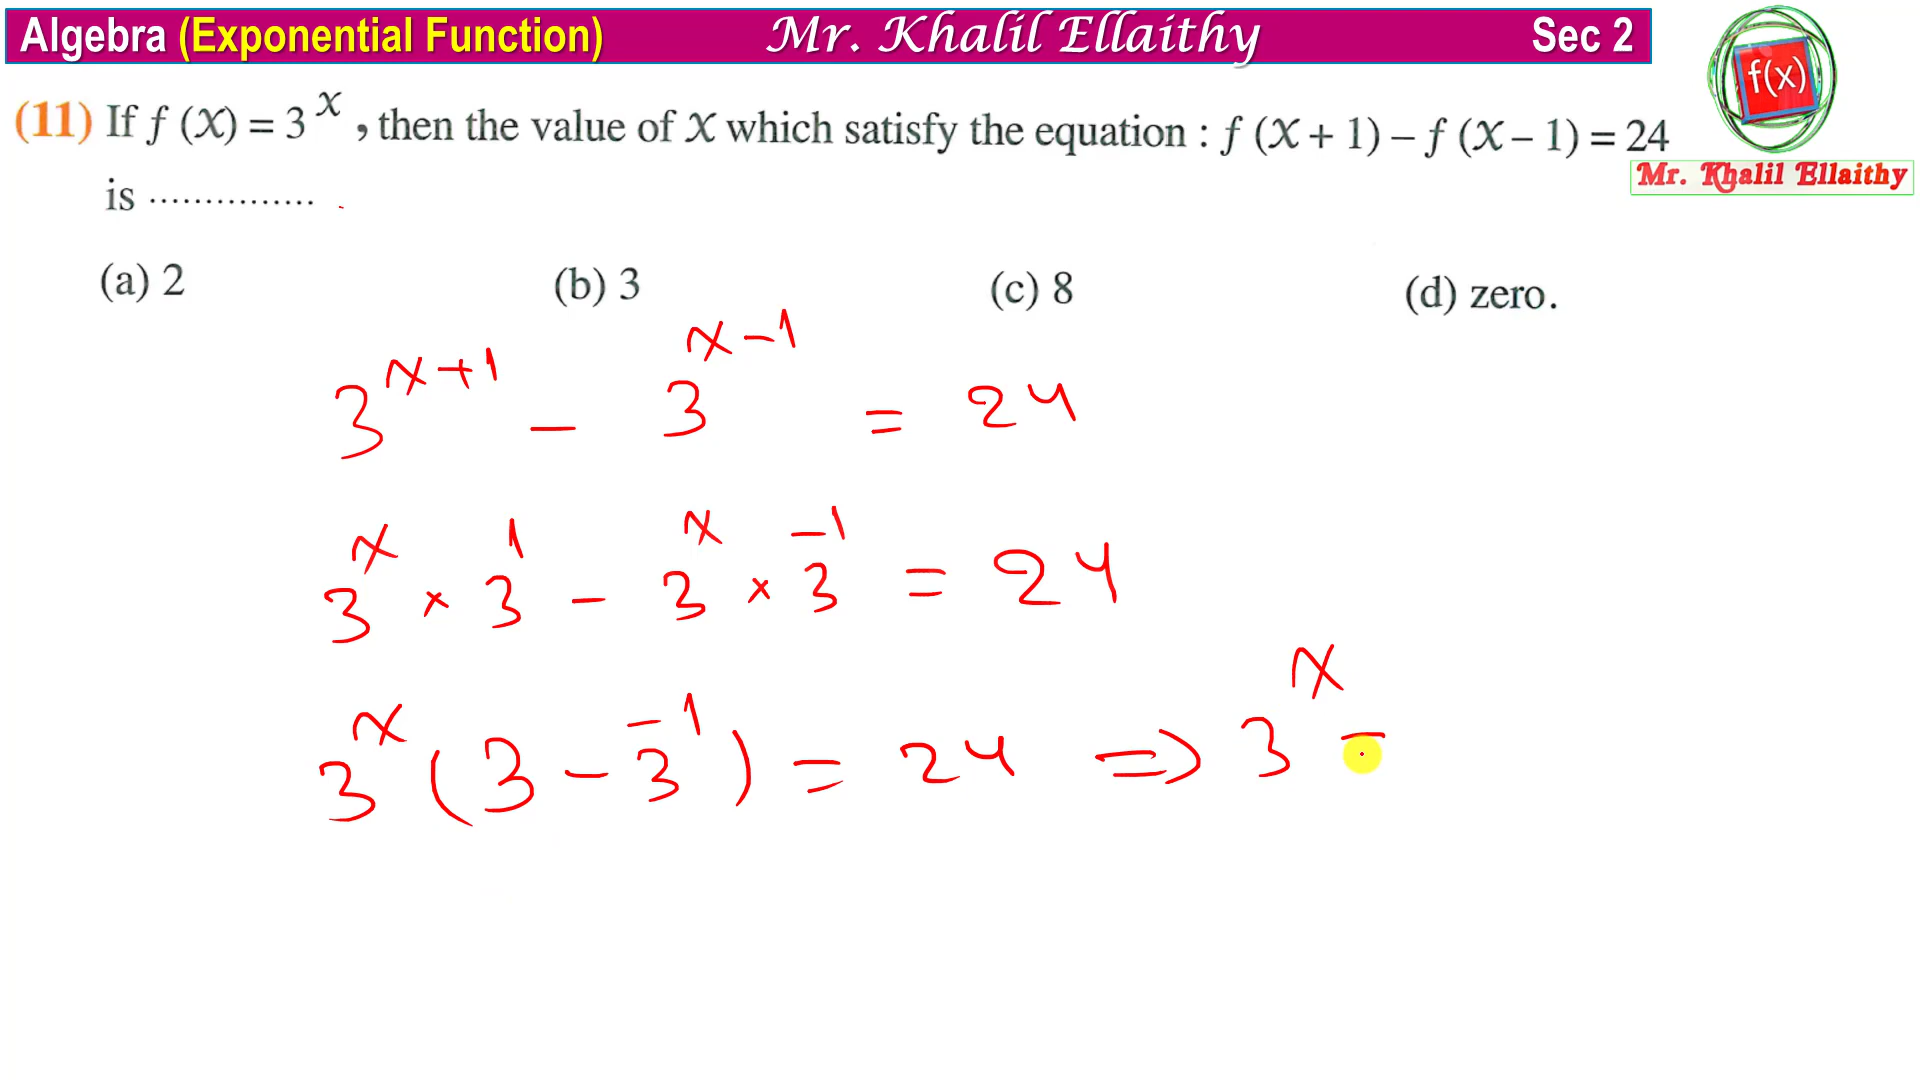 Algebra (Exponential Function) Mr. Khalil Ellaithy Sec 2
f(x)
Mr. Khalil Ellaithy
(11) If f (X) = 3^X , then the value of X which satisfy the equation : f (X + 1) – f (X – 1) = 24
is ...............
(a) 2 (b) 3 (c) 8 (d) zero.
3^{x+1} - 3^{x-1} = 24
3^x × 3^1 - 3^x × 3^{-1} = 24
3^x (3 - 3^{-1}) = 24 ⇒ 3^x =